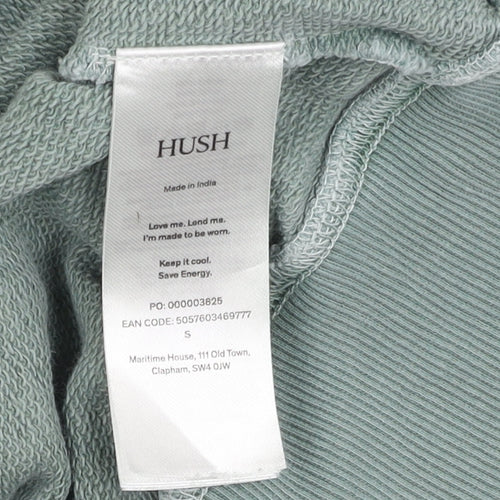 HUSH
Made in India
Love me. Lend me.
I'm made to be worn.
Keep it cool.
Save Energy.
PO: 000003825
EAN CODE: 5057603469777
S
Maritime House, 111 Old Town,
Clapham, SW4 0JW